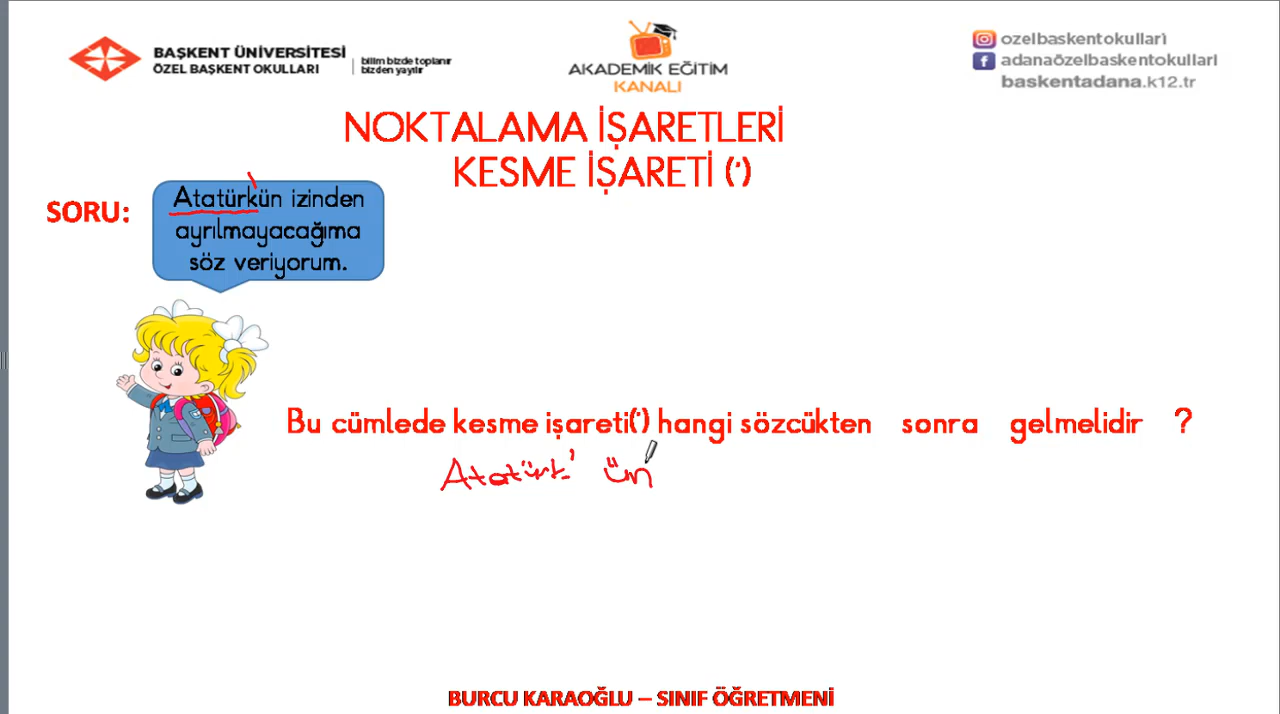 BAŞKENT ÜNİVERSİTESİ
ÖZEL BAŞKENT OKULLARI
bilim bizde toplanır
bizden yayılır
AKADEMİK EĞİTİM
KANALI
ozelbaskentokullari
adanaözelbaskentokullari
baskentadana.k12.tr
NOKTALAMA İŞARETLERİ
KESME İŞARETİ (')
SORU:
Atatürk'ün izinden
ayrılmayacağıma
söz veriyorum.
Bu cümlede kesme işareti(') hangi sözcükten sonra gelmelidir ?
Atatürk' ün
BURCU KARAOĞLU – SINIF ÖĞRETMENİ